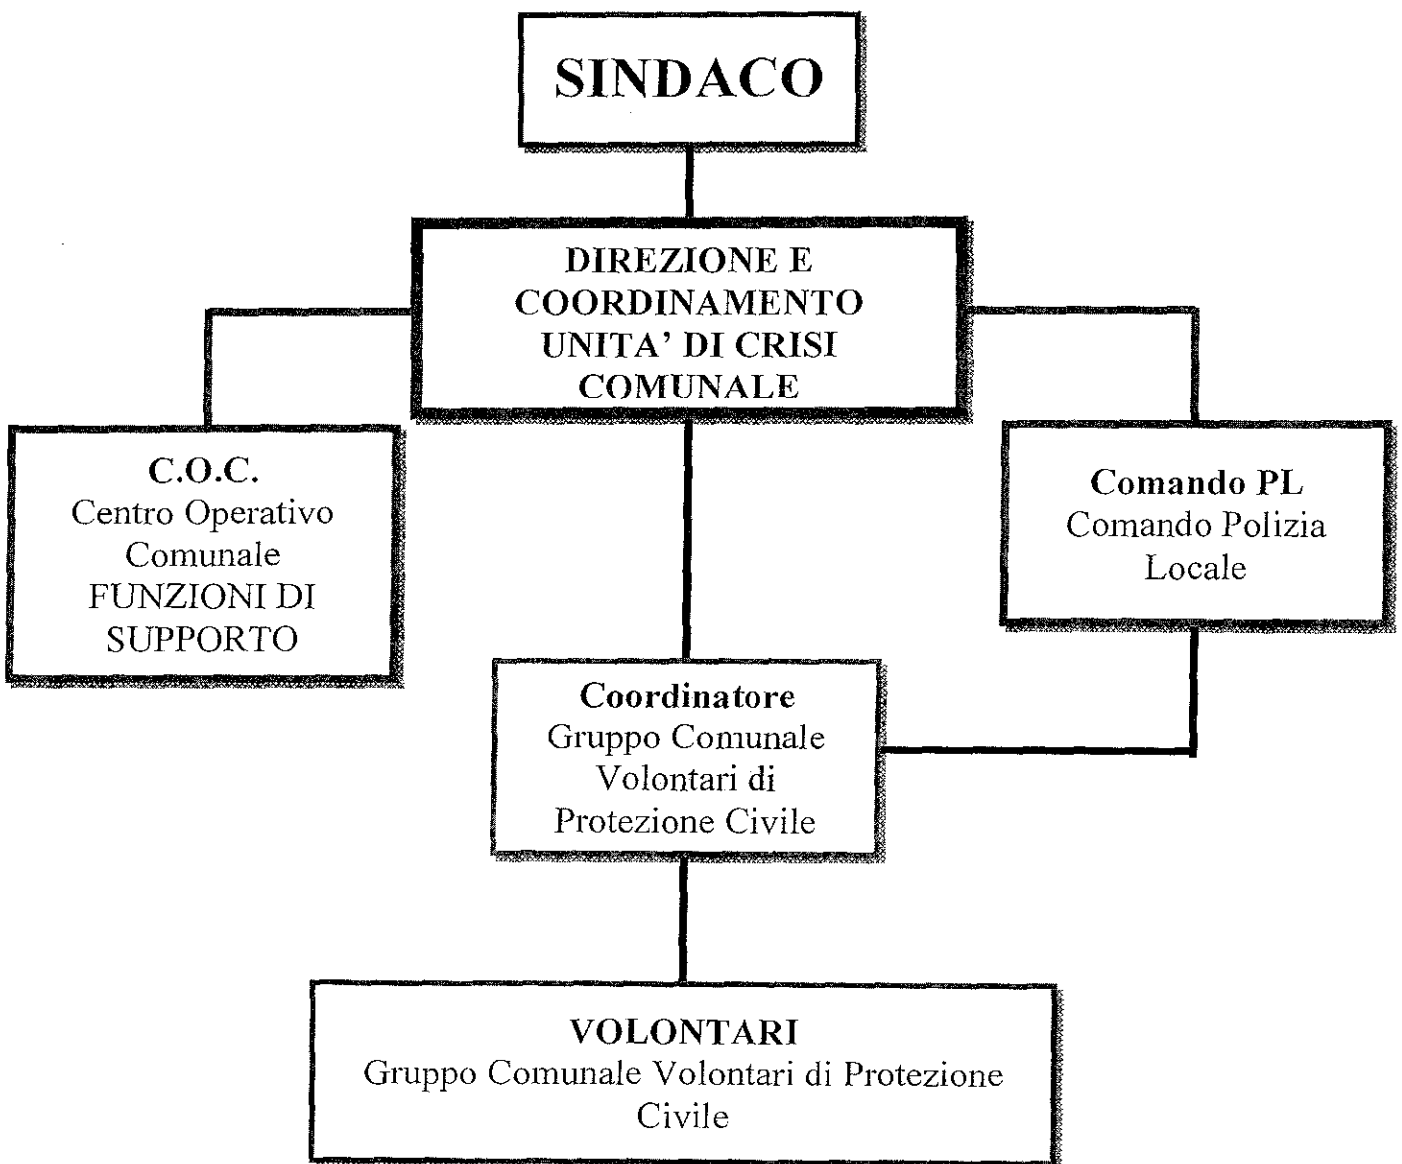 SINDACO
DIREZIONE E
COORDINAMENTO
UNITA’ DI CRISI
COMUNALE
C.O.C.
Centro Operativo
Comunale
FUNZIONI DI
SUPPORTO
Comando PL
Comando Polizia
Locale
Coordinatore
Gruppo Comunale
Volontari di
Protezione Civile
VOLONTARI
Gruppo Comunale Volontari di Protezione
Civile